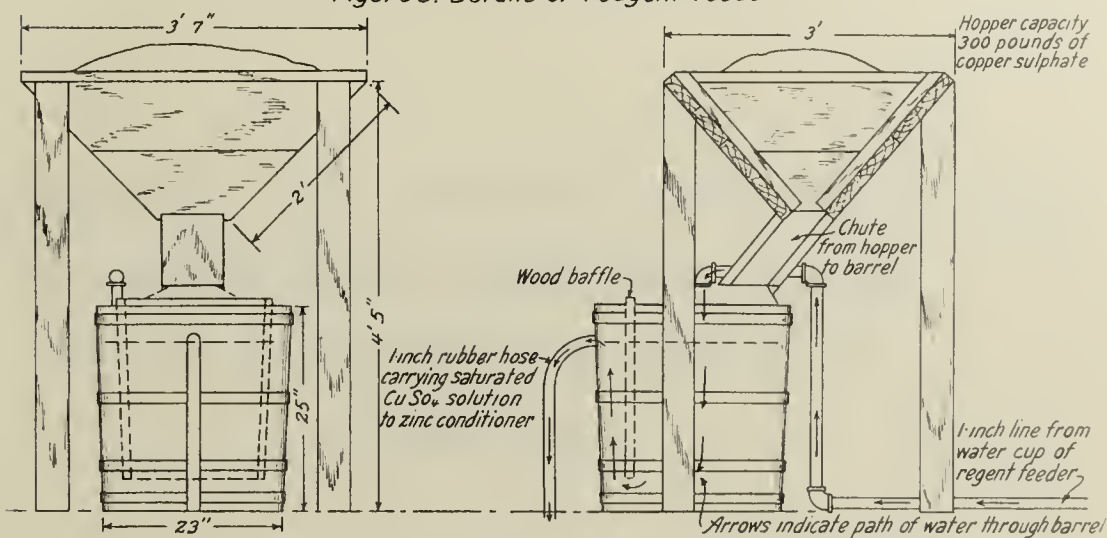 3' 7"
3'
Hopper capacity
300 pounds of
copper sulphate
2'
4' 5"
Chute
from hopper
to barrel
Wood baffle
1-inch rubber hose
carrying saturated
CuSO₄ solution
to zinc conditioner
25"
23"
1-inch line from
water cup of
regent feeder
Arrows indicate path of water through barrel